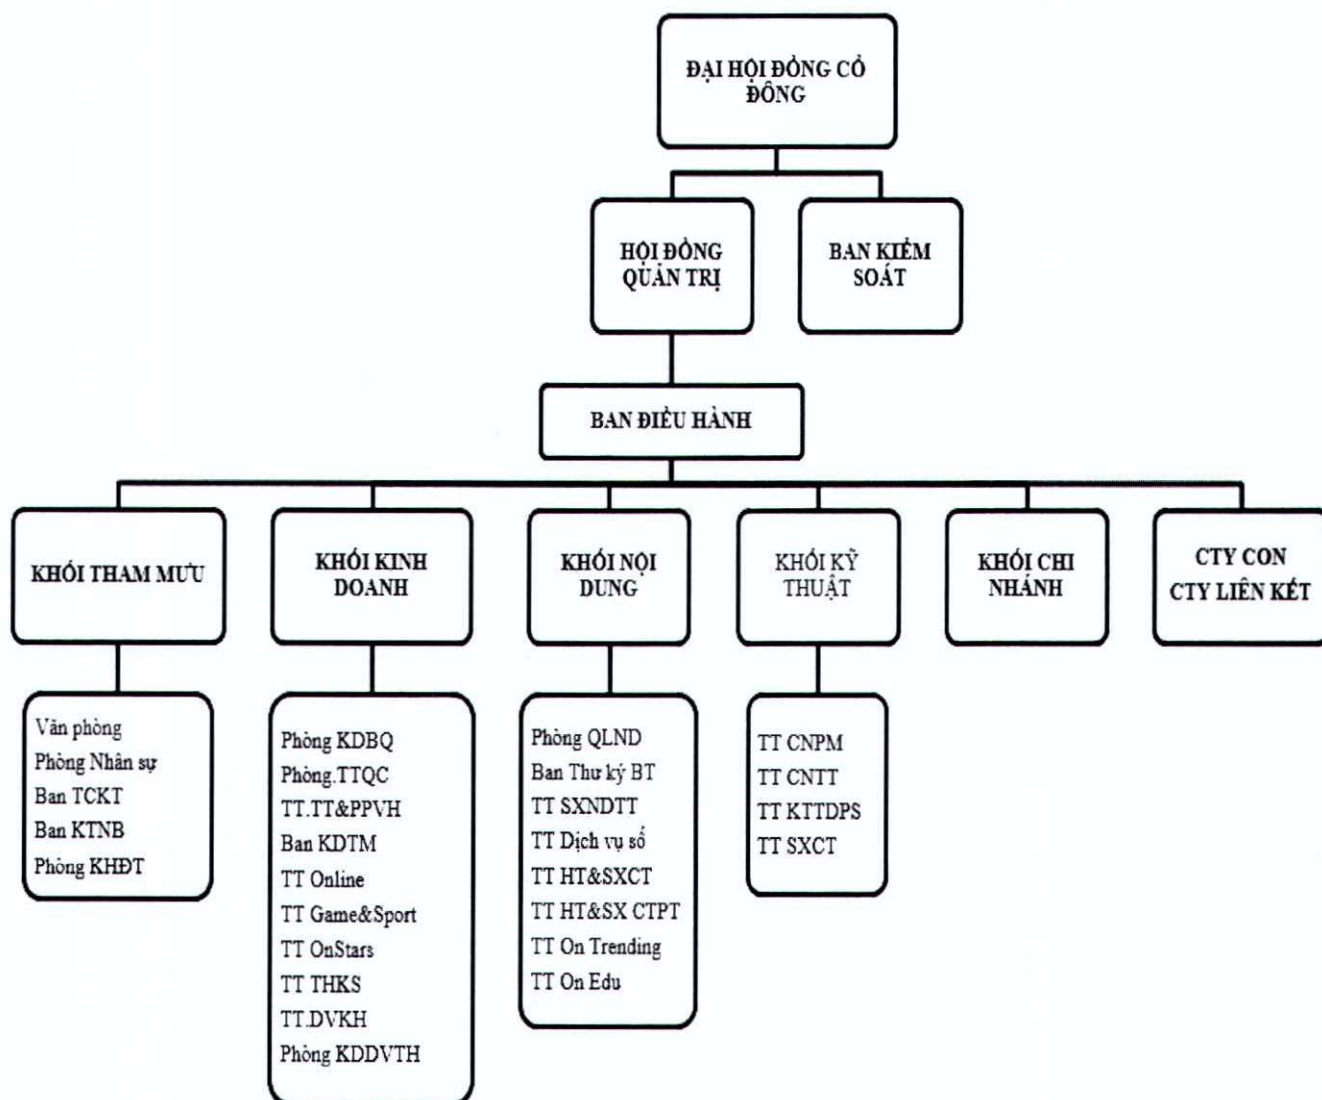 ĐẠI HỘI ĐỒNG CỔ
ĐÔNG
HỘI ĐỒNG
QUẢN TRỊ
BAN KIỂM
SOÁT
BAN ĐIỀU HÀNH
KHỐI THAM MƯU
KHỐI KINH
DOANH
KHỐI NỘI
DUNG
KHỐI KỸ
THUẬT
KHỐI CHI
NHÁNH
CTY CON
CTY LIÊN KẾT
Văn phòng
Phòng Nhân sự
Ban TCKT
Ban KTNB
Phòng KHĐT
Phòng KDBQ
Phòng.TTQC
TT.TT&PPVH
Ban KDTM
TT Online
TT Game&Sport
TT OnStars
TT THKS
TT.DVKH
Phòng KDDVTH
Phòng QLND
Ban Thư ký BT
TT SXNDTT
TT Dịch vụ số
TT HT&SXCT
TT HT&SX CTPT
TT On Trending
TT On Edu
TT CNPM
TT CNTT
TT KTTDPS
TT SXCT